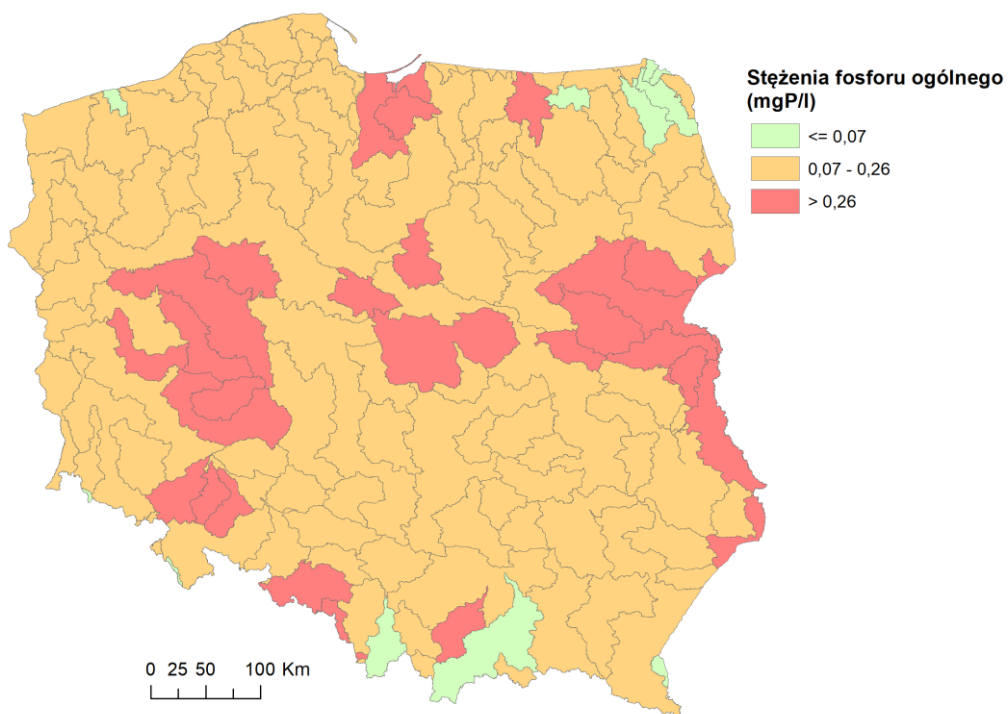 Stężenia fosforu ogólnego
(mgP/l)
<= 0,07
0,07 - 0,26
> 0,26
0 25 50 100 Km